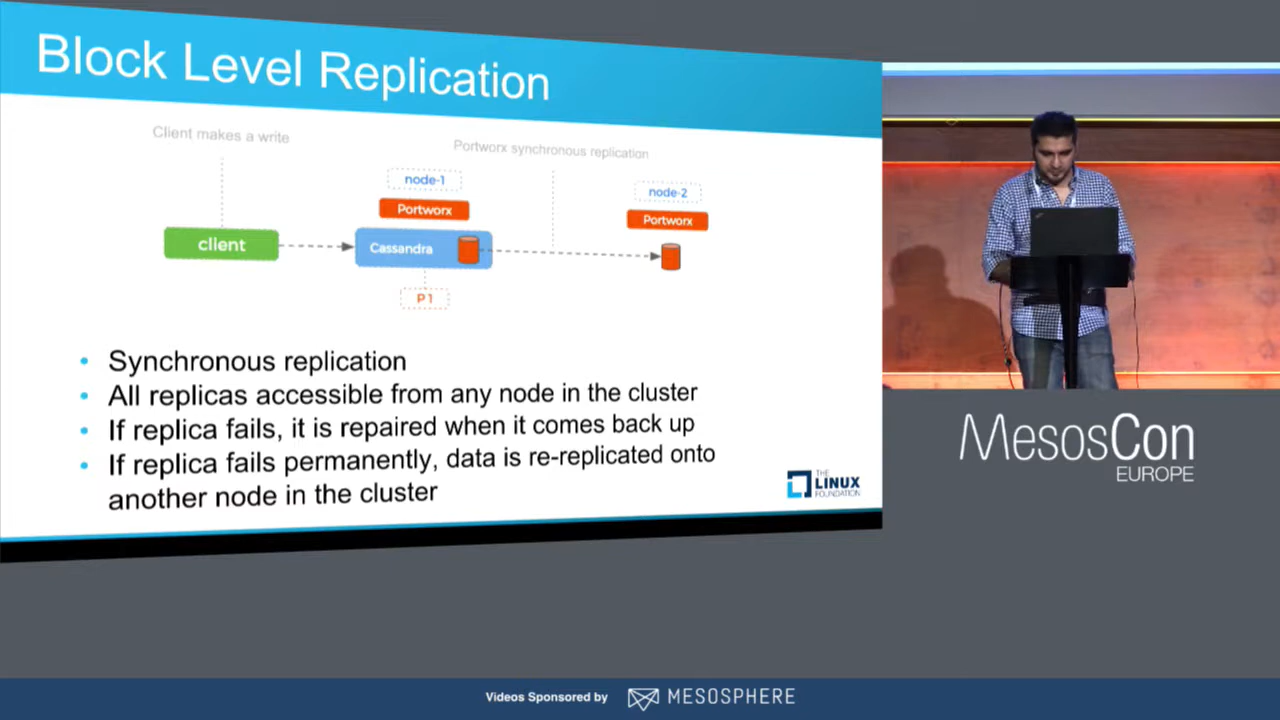 Block Level Replication
Client makes a write
Portworx synchronous replication
node-1
node-2
Portworx
Portworx
client
Cassandra
P1
• Synchronous replication
• All replicas accessible from any node in the cluster
• If replica fails, it is repaired when it comes back up
• If replica fails permanently, data is re-replicated onto
another node in the cluster
THE
LINUX
FOUNDATION
MesosCon
EUROPE
Videos Sponsored by MESOSPHERE